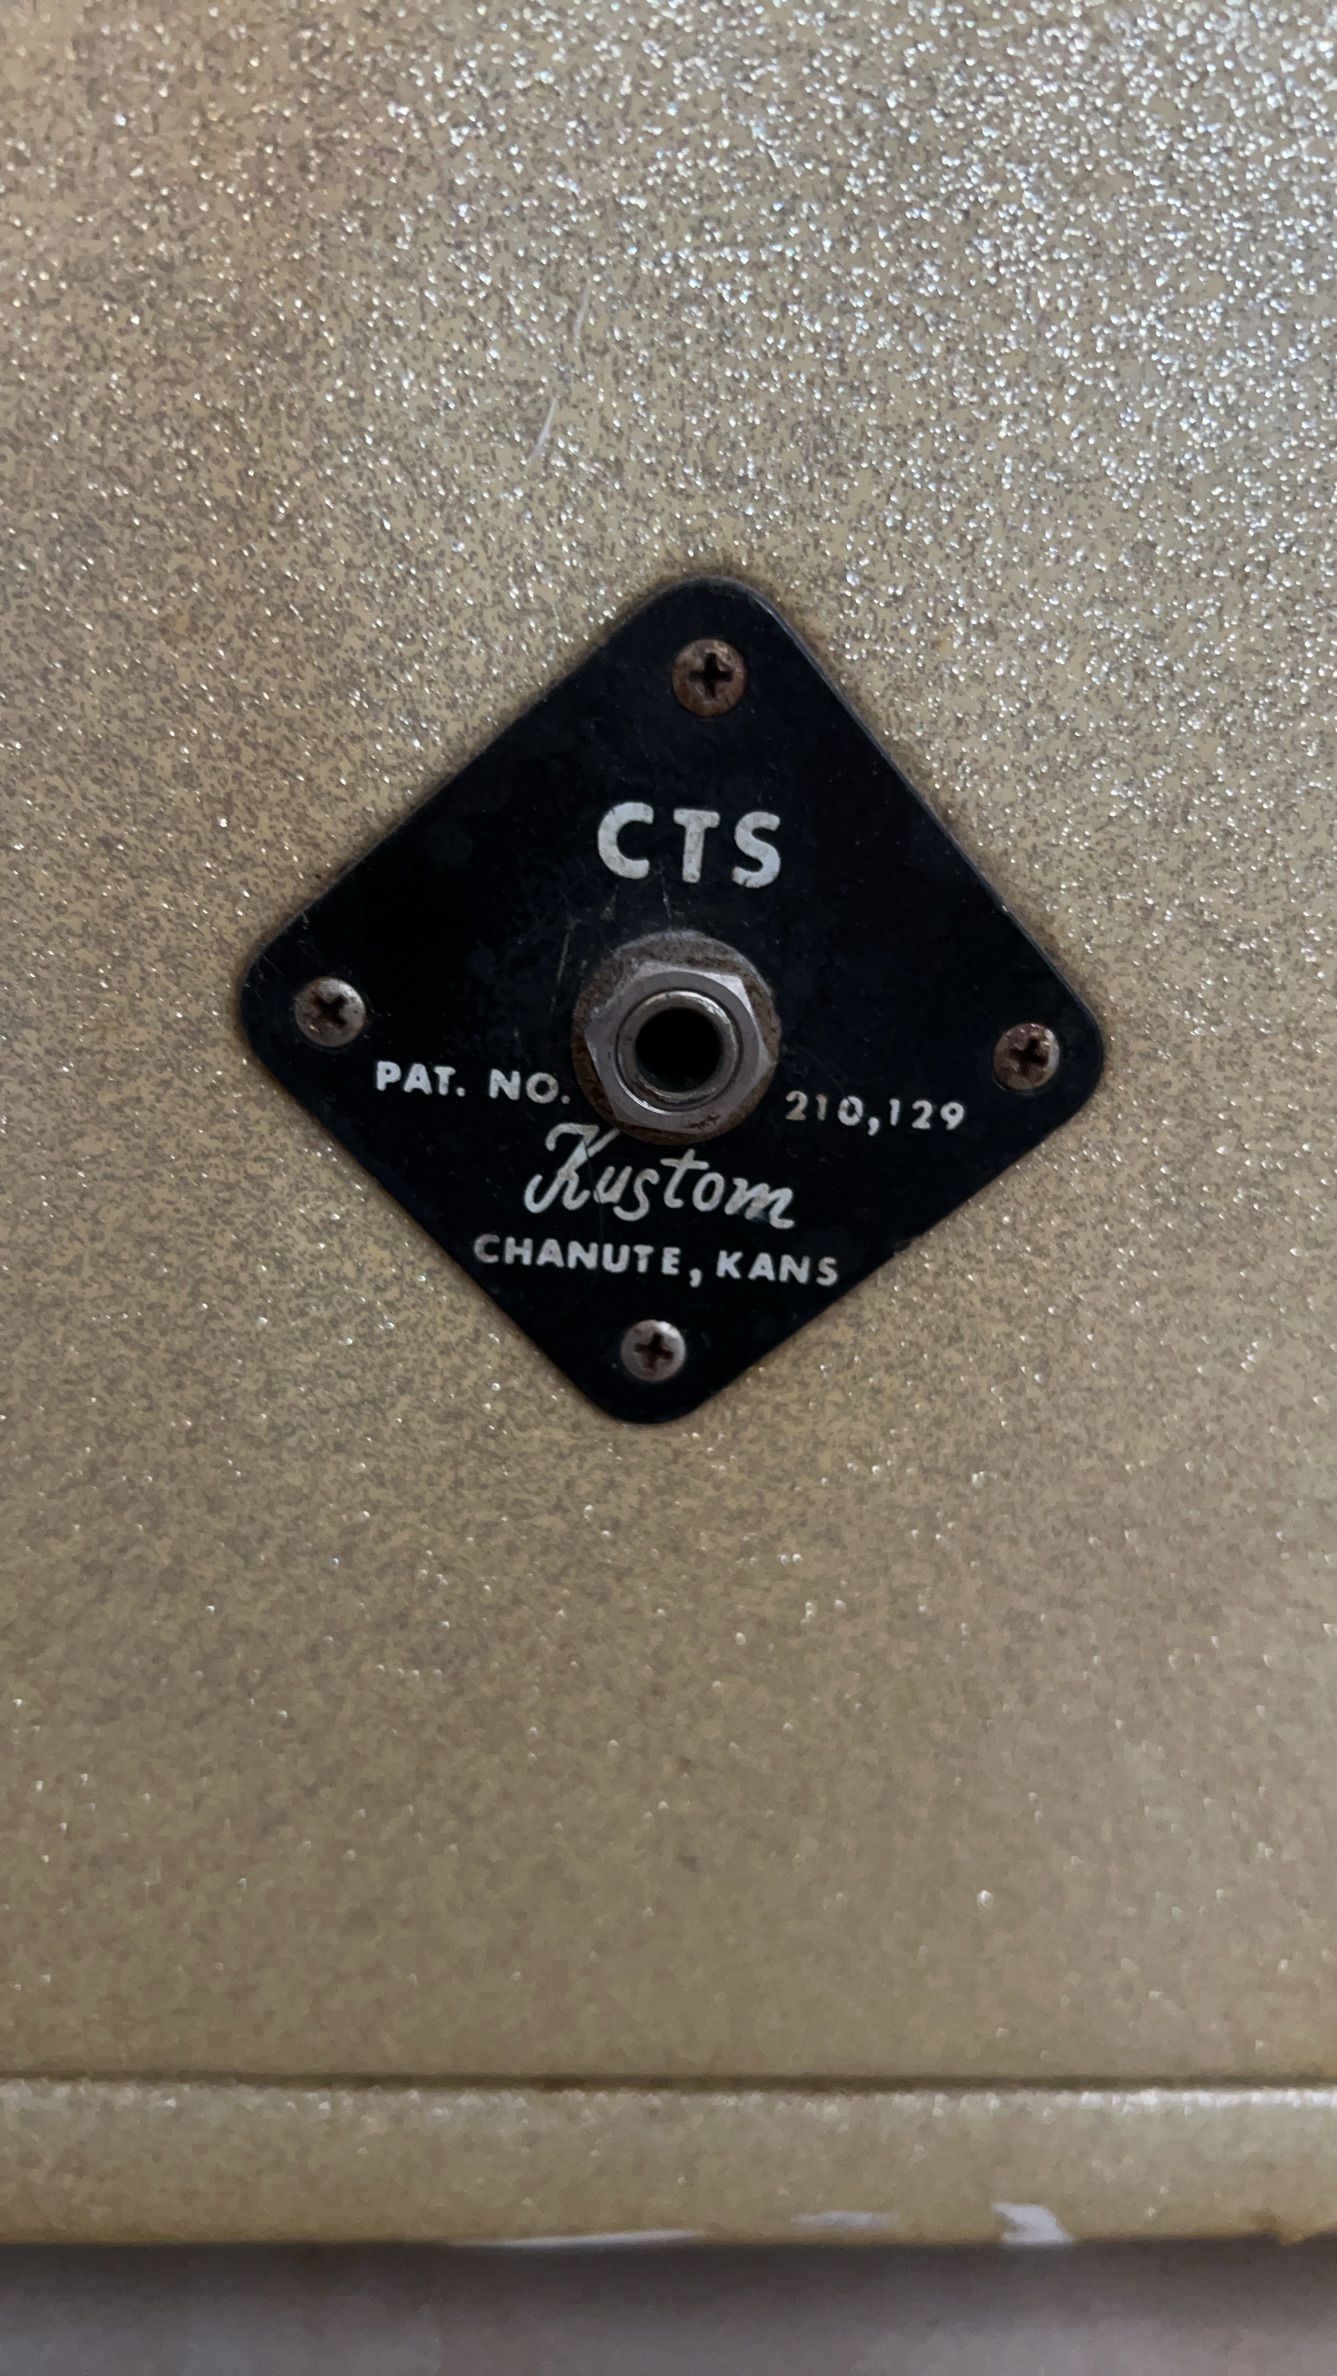 CTS
PAT. NO. 210,129
Kustom
CHANUTE, KANS